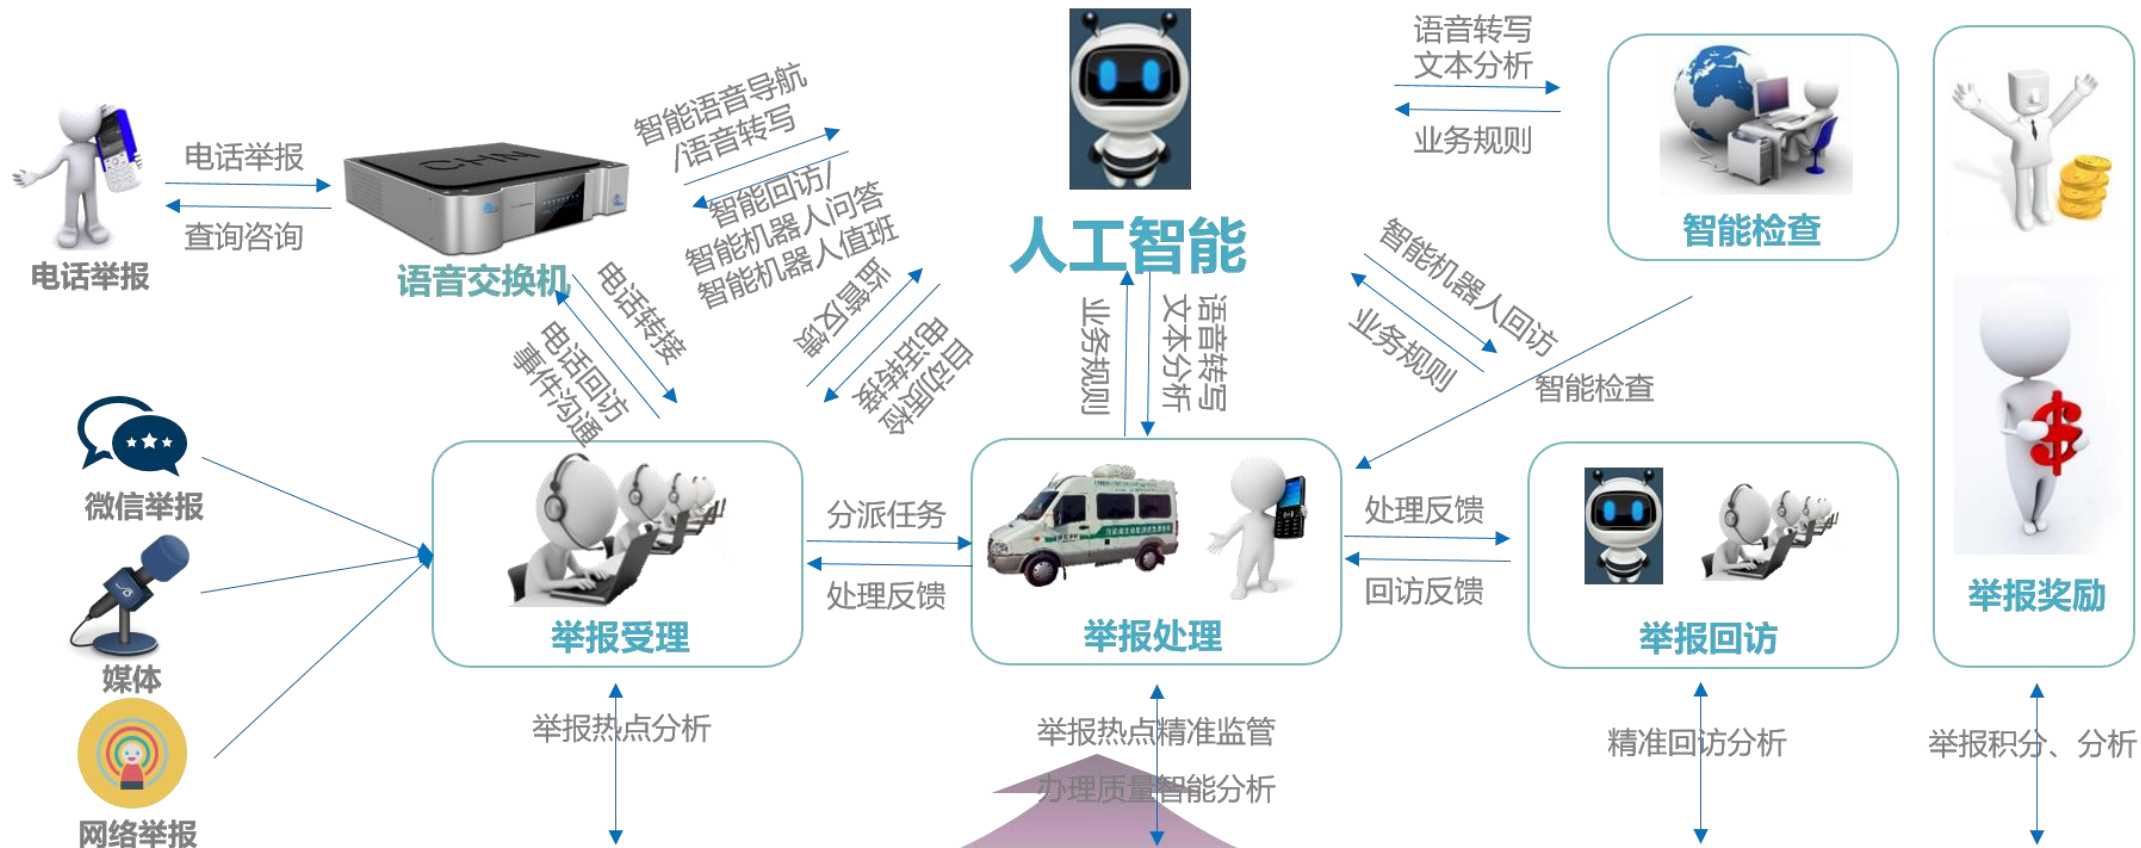 语音转写
文本分析
业务规则
智能语音导航
/语音转写
智能回访/
智能机器人问答
智能机器人值班
电话举报
查询咨询
电话举报
CHN
语音交换机
人工智能
智能检查
电话转接
电话回访
事件沟通
监管反馈
自动质检
电话转接
业务规则
语音转写
文本分析
智能机器人回访
业务规则
智能检查
微信举报
媒体
网络举报
分派任务
处理反馈
处理反馈
回访反馈
举报受理
举报处理
举报回访
举报奖励
举报热点分析
举报热点精准监管
办理质量智能分析
精准回访分析
举报积分、分析